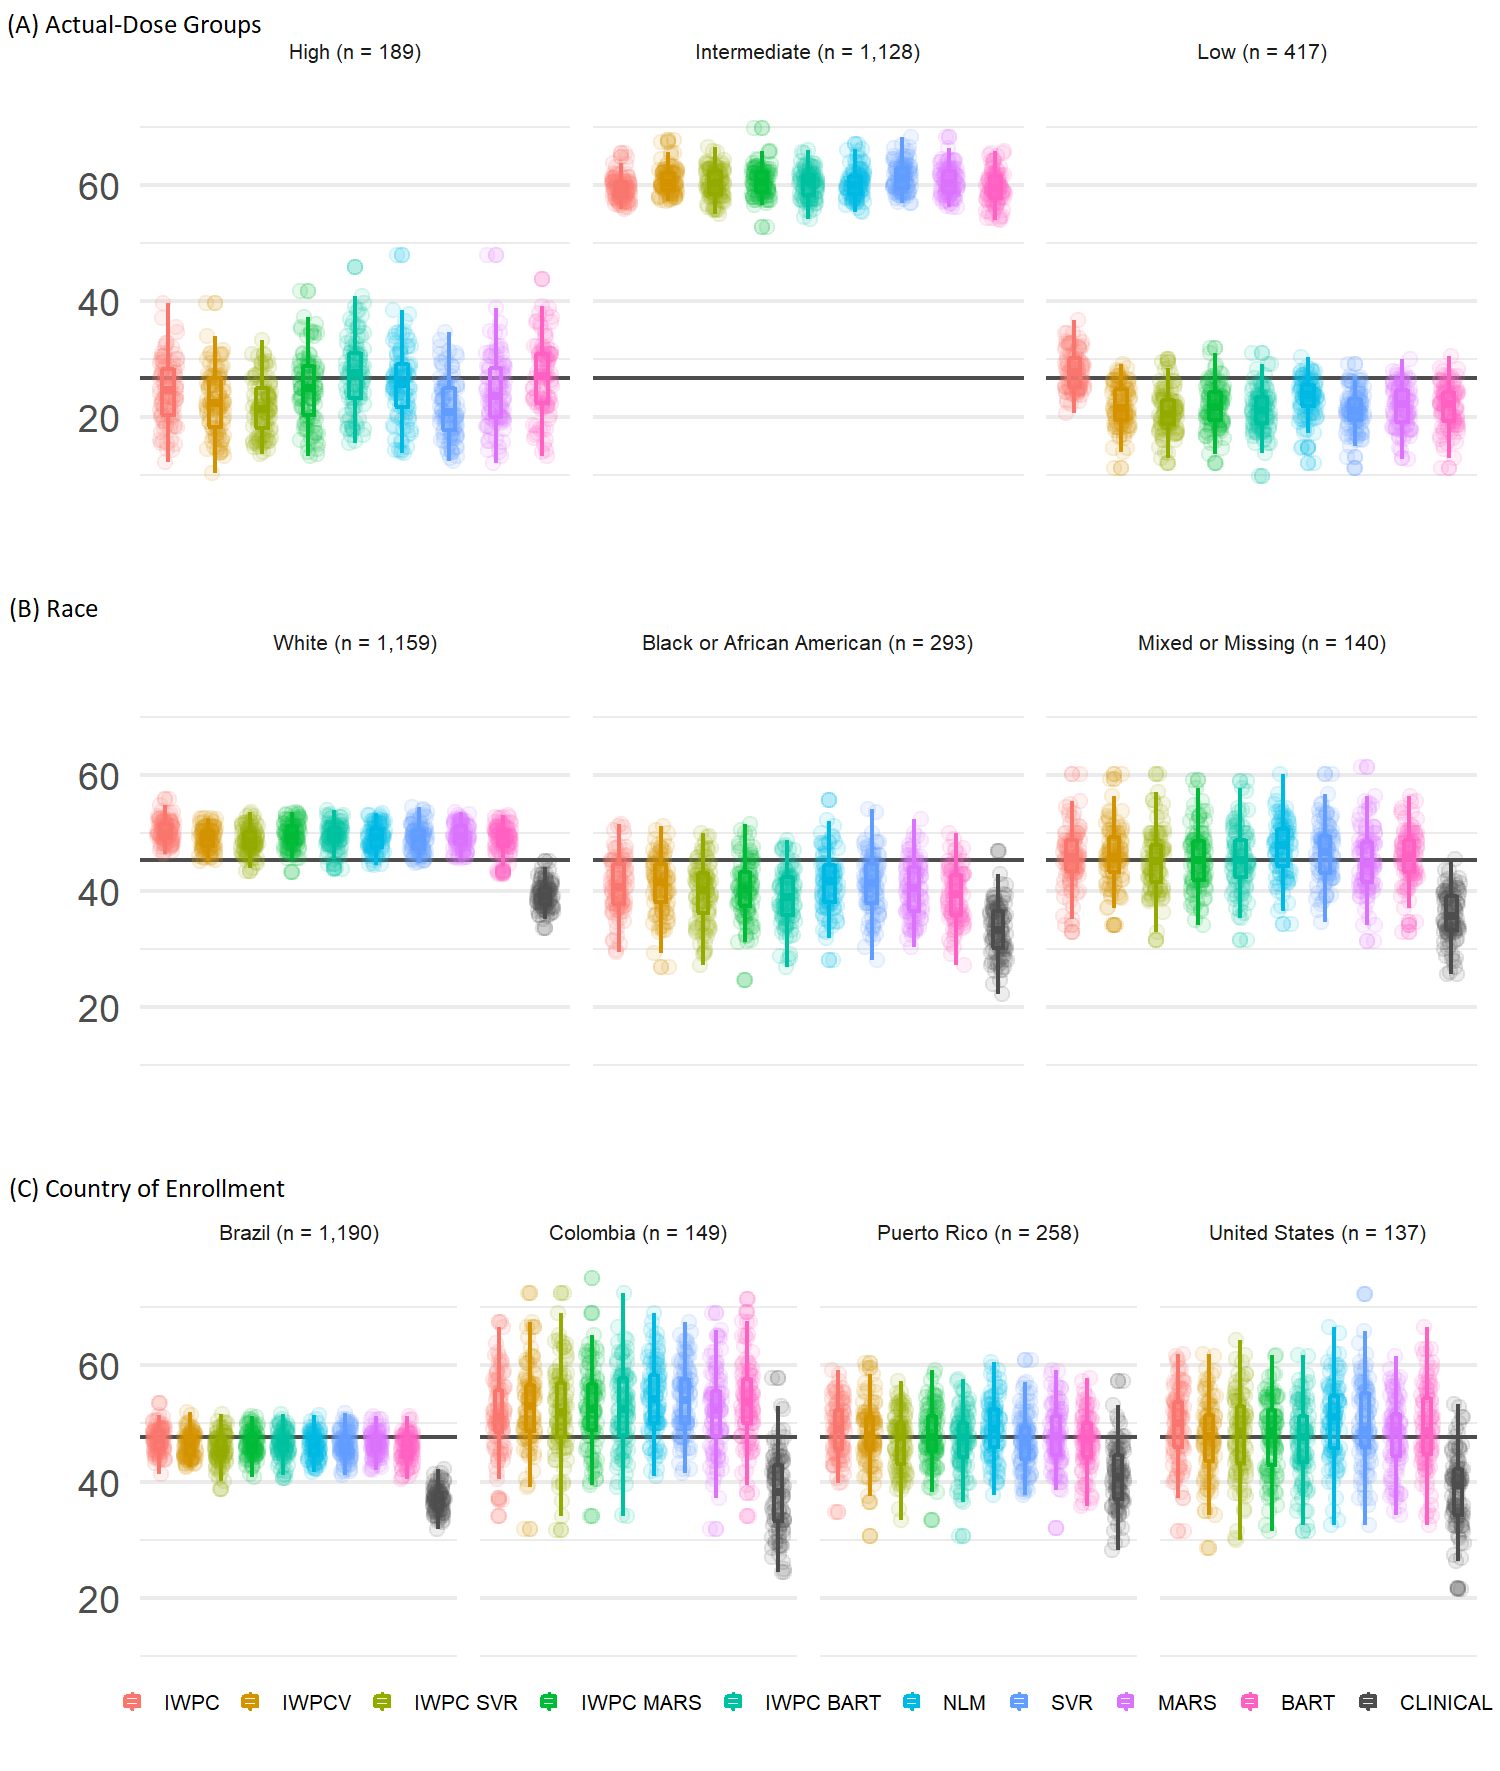 (A) Actual-Dose Groups
High (n = 189) Intermediate (n = 1,128) Low (n = 417)
60
40
20
(B) Race
White (n = 1,159) Black or African American (n = 293) Mixed or Missing (n = 140)
60
40
20
(C) Country of Enrollment
Brazil (n = 1,190) Colombia (n = 149) Puerto Rico (n = 258) United States (n = 137)
60
40
20
IWPC IWPCV IWPC SVR IWPC MARS IWPC BART NLM SVR MARS BART CLINICAL